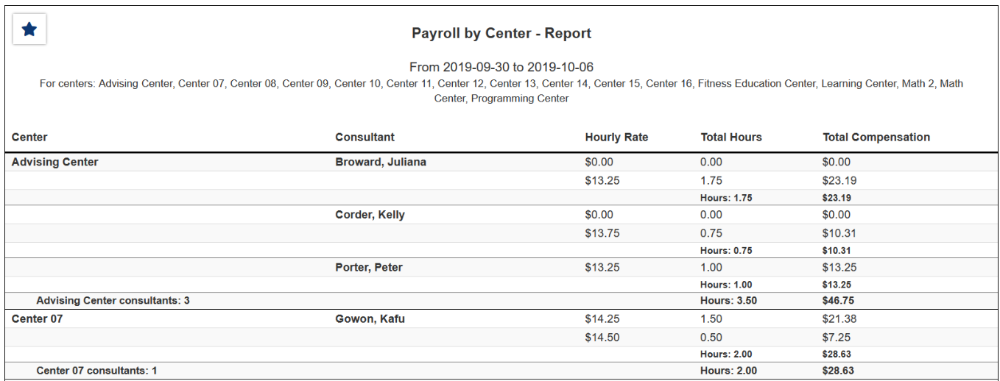 Payroll by Center - Report
From 2019-09-30 to 2019-10-06
For centers: Advising Center, Center 07, Center 08, Center 09, Center 10, Center 11, Center 12, Center 13, Center 14, Center 15, Center 16, Fitness Education Center, Learning Center, Math 2, Math
Center, Programming Center
Center Consultant Hourly Rate Total Hours Total Compensation
Advising Center Broward, Juliana $0.00 0.00 $0.00
$13.25 1.75 $23.19
Hours: 1.75 $23.19
Corder, Kelly $0.00 0.00 $0.00
$13.75 0.75 $10.31
Hours: 0.75 $10.31
Porter, Peter $13.25 1.00 $13.25
Hours: 1.00 $13.25
Advising Center consultants: 3 Hours: 3.50 $46.75
Center 07 Gowon, Kafu $14.25 1.50 $21.38
$14.50 0.50 $7.25
Hours: 2.00 $28.63
Center 07 consultants: 1 Hours: 2.00 $28.63